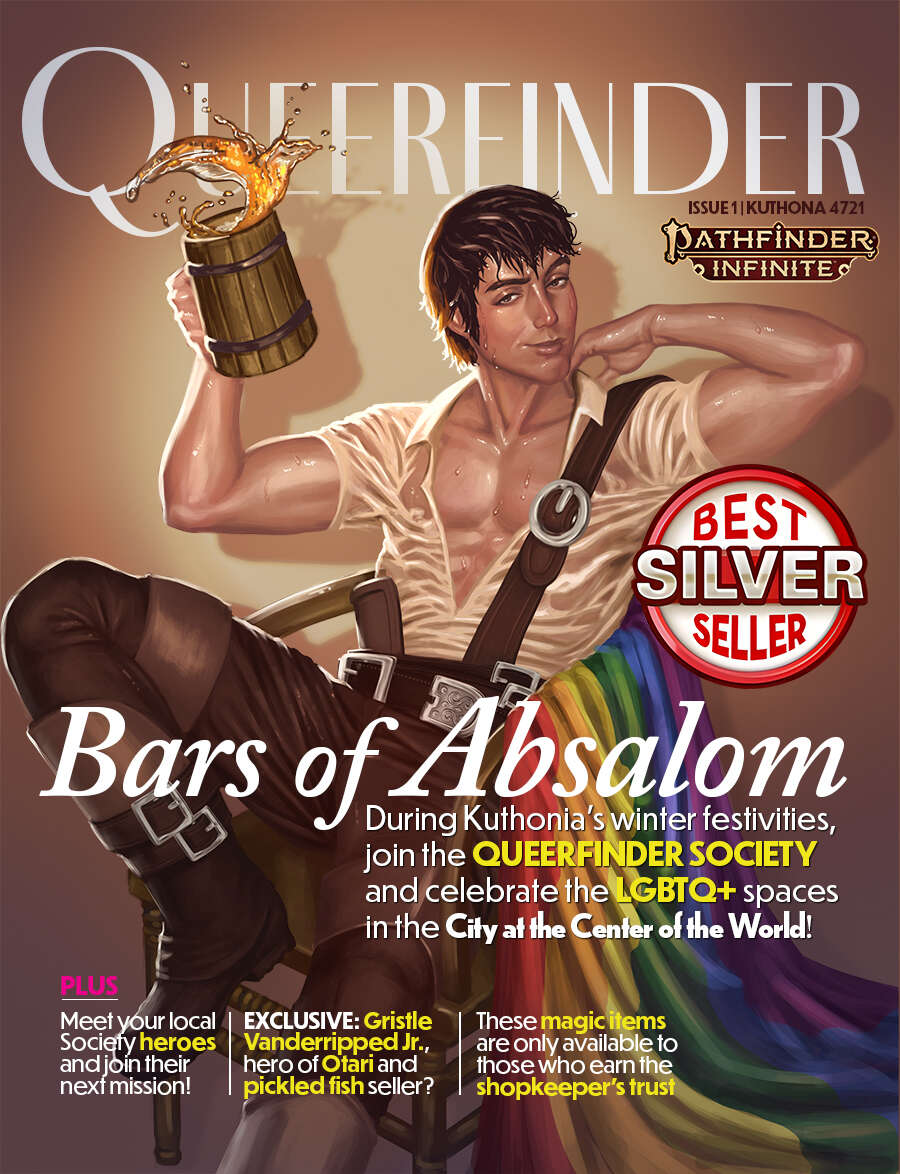 QUEERFINDER
ISSUE 1 | KUTHONA 4721
PATHFINDER
INFINITE
BEST
SILVER
SELLER
Bars of Absalom
During Kuthonia's winter festivities,
join the QUEERFINDER SOCIETY
and celebrate the LGBTQ+ spaces
in the City at the Center of the World!
PLUS
Meet your local
Society heroes
and join their
next mission!
EXCLUSIVE: Gristle
Vanderripped Jr.,
hero of Otari and
pickled fish seller?
These magic items
are only available to
those who earn the
shopkeeper's trust